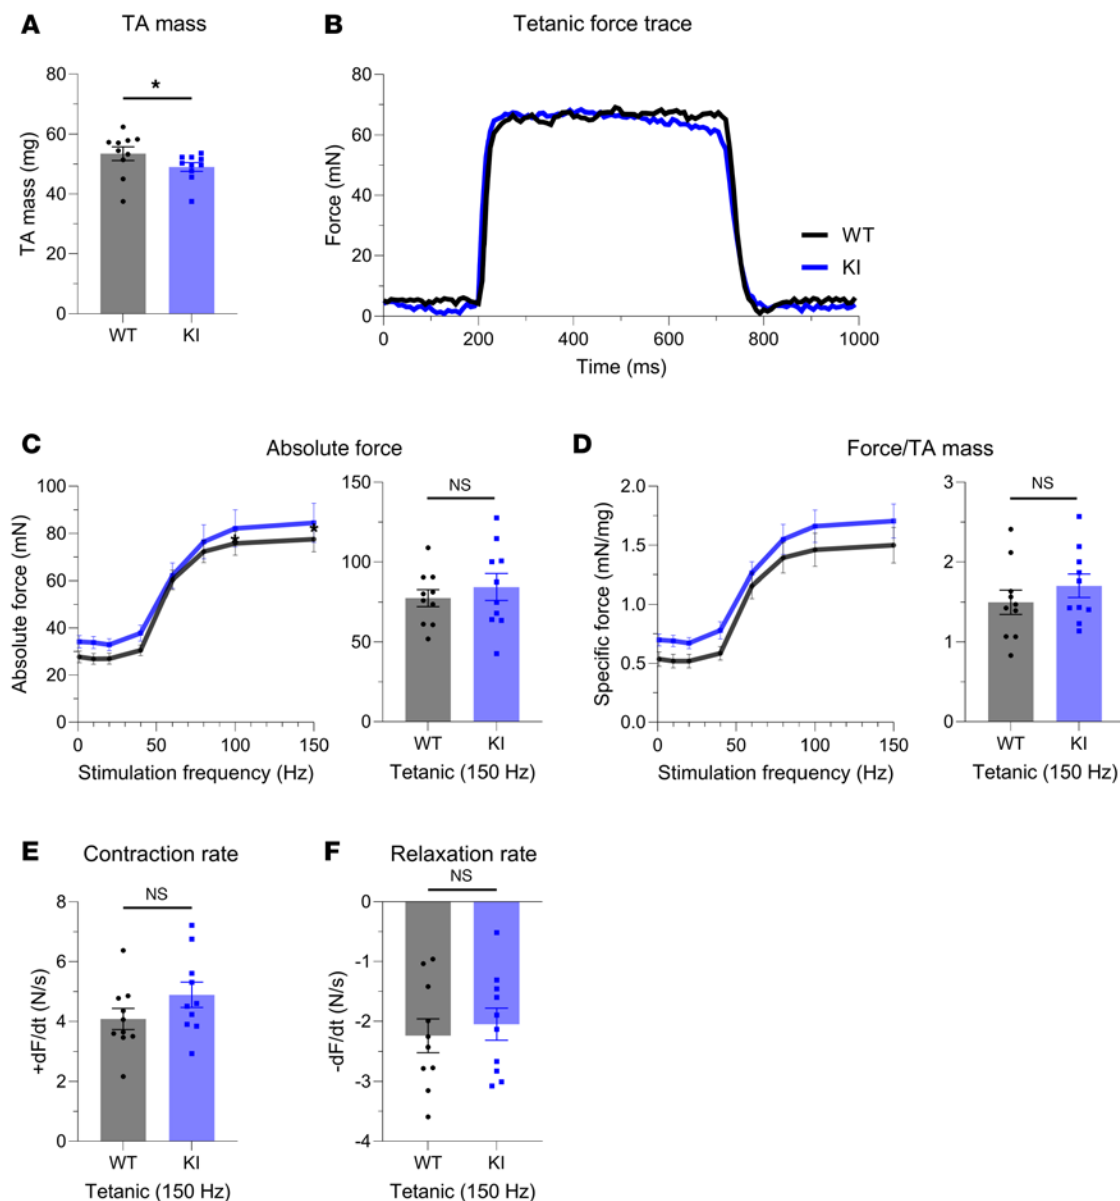 A TA mass
TA mass (mg)
80
60
40
20
0
*
WT KI
B Tetanic force trace
Force (mN)
80
60
40
20
0
WT
KI
0 200 400 600 800 1000
Time (ms)
C Absolute force
Absolute force (mN)
100
80
60
40
20
0
* *
0 50 100 150
Stimulation frequency (Hz)
150
100
50
0
NS
WT KI
Tetanic (150 Hz)
D Force/TA mass
Specific force (mN/mg)
2.0
1.5
1.0
0.5
0.0
0 50 100 150
Stimulation frequency (Hz)
3
2
1
0
NS
WT KI
Tetanic (150 Hz)
E Contraction rate
+dF/dt (N/s)
8
6
4
2
0
NS
WT KI
Tetanic (150 Hz)
F Relaxation rate
NS
-dF/dt (N/s)
0
-1
-2
-3
-4
WT KI
Tetanic (150 Hz)